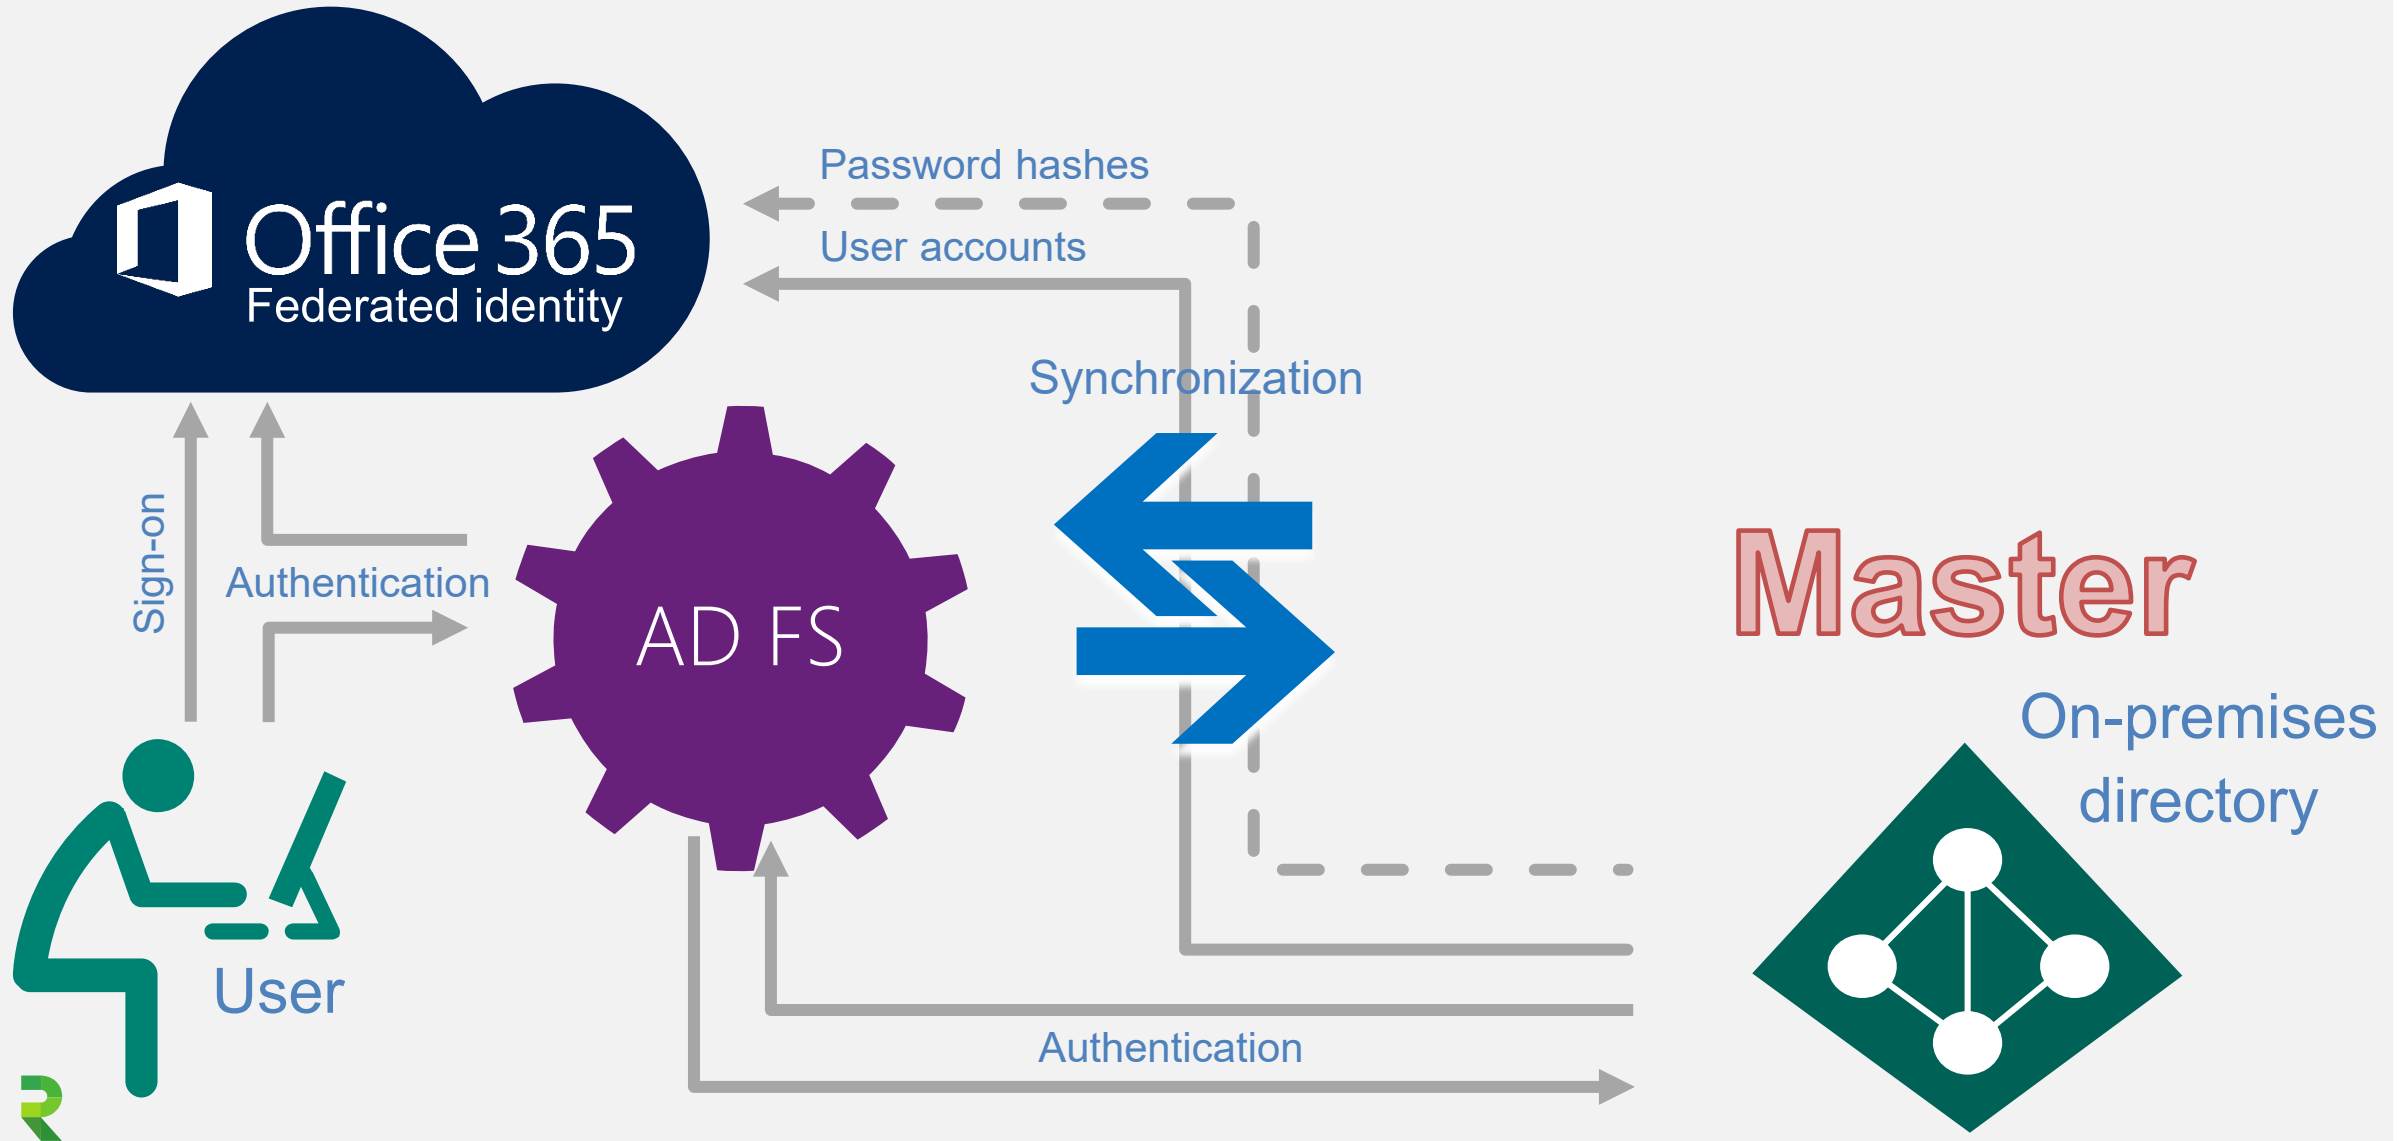 Office 365
Federated identity
Password hashes
User accounts
Synchronization
Sign-on
Authentication
AD FS
Master
On-premises
directory
User
Authentication